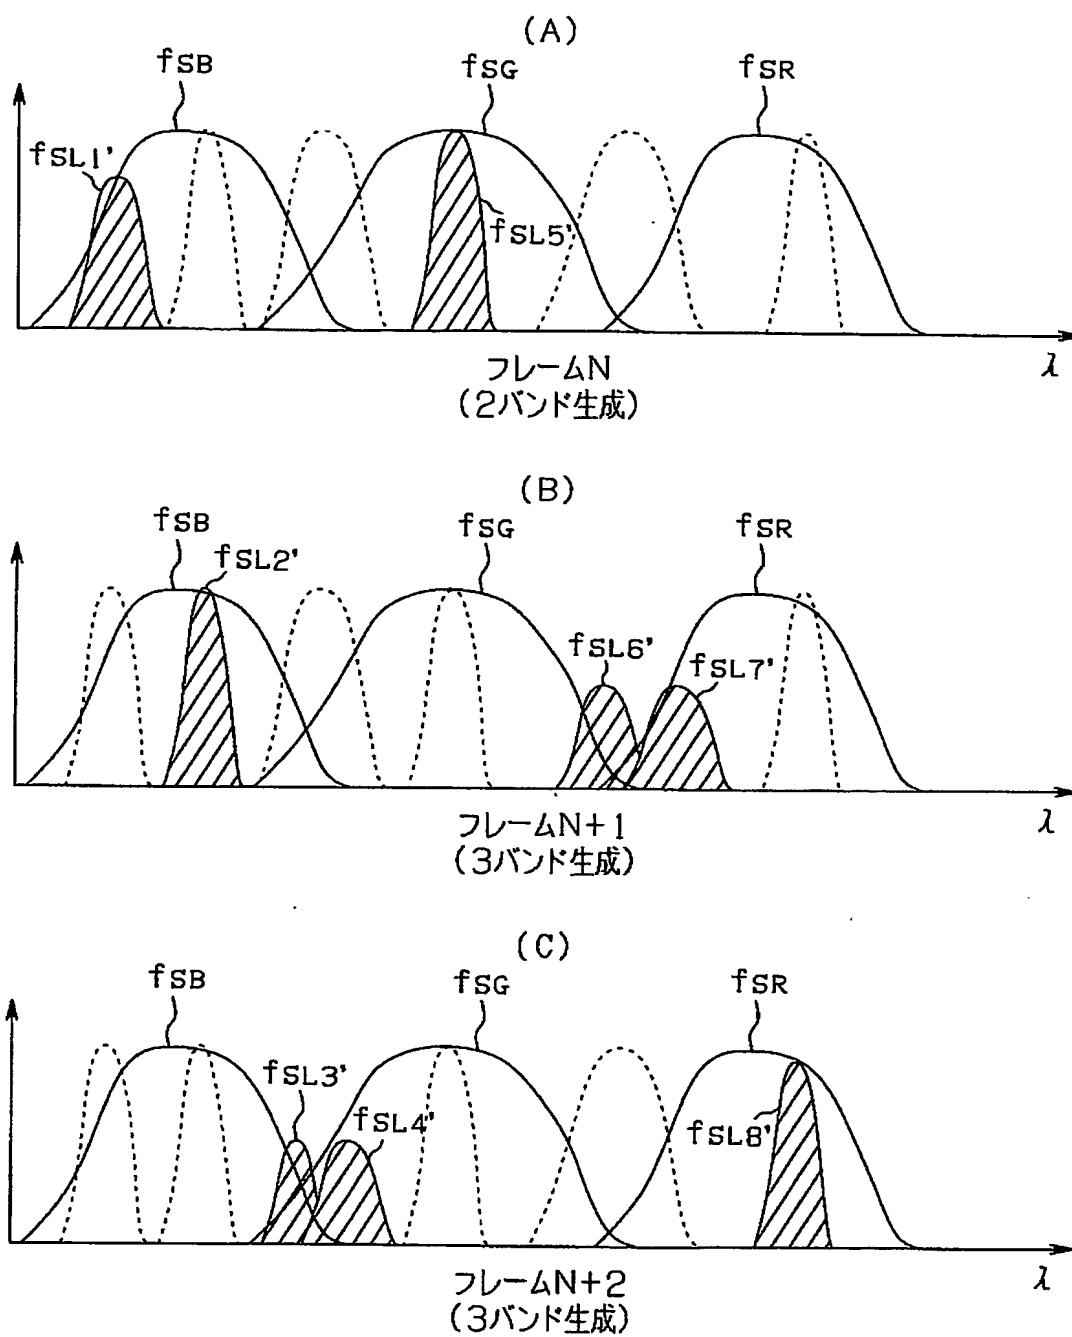 (A)
fSB
fSG
fSR
fSL1'
fSL5'
λ
フレームN
(2バンド生成)
(B)
fSB
fSG
fSR
fSL2'
fSL6'
fSL7'
λ
フレームN+1
(3バンド生成)
(C)
fSB
fSG
fSR
fSL3'
fSL4'
fSL8'
λ
フレームN+2
(3バンド生成)